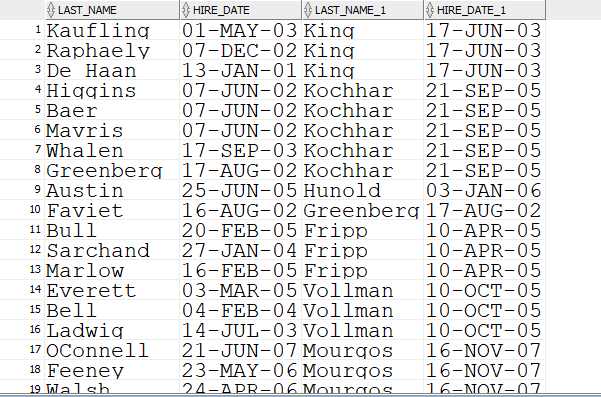 LAST_NAME HIRE_DATE LAST_NAME_1 HIRE_DATE_1
1 Kaufling 01-MAY-03 King 17-JUN-03
2 Raphaely 07-DEC-02 King 17-JUN-03
3 De Haan 13-JAN-01 King 17-JUN-03
4 Higgins 07-JUN-02 Kochhar 21-SEP-05
5 Baer 07-JUN-02 Kochhar 21-SEP-05
6 Mavris 07-JUN-02 Kochhar 21-SEP-05
7 Whalen 17-SEP-03 Kochhar 21-SEP-05
8 Greenberg 17-AUG-02 Kochhar 21-SEP-05
9 Austin 25-JUN-05 Hunold 03-JAN-06
10 Faviet 16-AUG-02 Greenberg 17-AUG-02
11 Bull 20-FEB-05 Fripp 10-APR-05
12 Sarchand 27-JAN-04 Fripp 10-APR-05
13 Marlow 16-FEB-05 Fripp 10-APR-05
14 Everett 03-MAR-05 Vollman 10-OCT-05
15 Bell 04-FEB-04 Vollman 10-OCT-05
16 Ladwig 14-JUL-03 Vollman 10-OCT-05
17 OConnell 21-JUN-07 Mourgos 16-NOV-07
18 Feeney 23-MAY-06 Mourgos 16-NOV-07
19 Walsh 24-APR-06 Mourgos 16-NOV-07